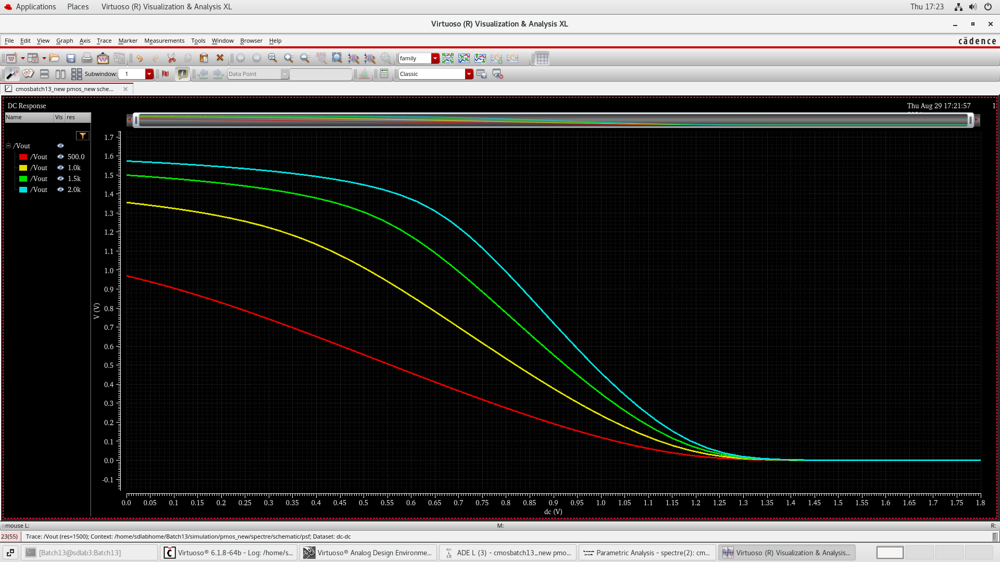 Applications Places Virtuoso (R) Visualization & Analysis XL Thu 17:23
Virtuoso (R) Visualization & Analysis XL
File Edit View Graph Axis Trace Marker Measurements Tools Window Browser Help cādence
family
Subwindow: 1 Data Point Classic
cmosbatch13_new pmos_new sche...
DC Response Thu Aug 29 17:21:57 1
Name Vis res
/Vout
/Vout 500.0
/Vout 1.0k
/Vout 1.5k
/Vout 2.0k
1.7
1.6
1.5
1.4
1.3
1.2
1.1
1.0
0.9
0.8
0.7
0.6
0.5
0.4
0.3
0.2
0.1
0.0
-0.1
V (V)
0.0 0.05 0.1 0.15 0.2 0.25 0.3 0.35 0.4 0.45 0.5 0.55 0.6 0.65 0.7 0.75 0.8 0.85 0.9 0.95 1.0 1.05 1.1 1.15 1.2 1.25 1.3 1.35 1.4 1.45 1.5 1.55 1.6 1.65 1.7 1.75 1.8
dc (V)
mouse L: M: R:
23(55) Trace: /Vout (res=1500); Context: /home/sdlabhome/Batch13/simulation/pmos_new/spectre/schematic/psf; Dataset: dc-dc
[Batch13@sdlab3:Batch13] Virtuoso® 6.1.8-64b - Log: /home/s... Virtuoso® Analog Design Environme... ADE L (3) - cmosbatch13_new pmo... Parametric Analysis - spectre(2): cm... Virtuoso (R) Visualization & Analysis...